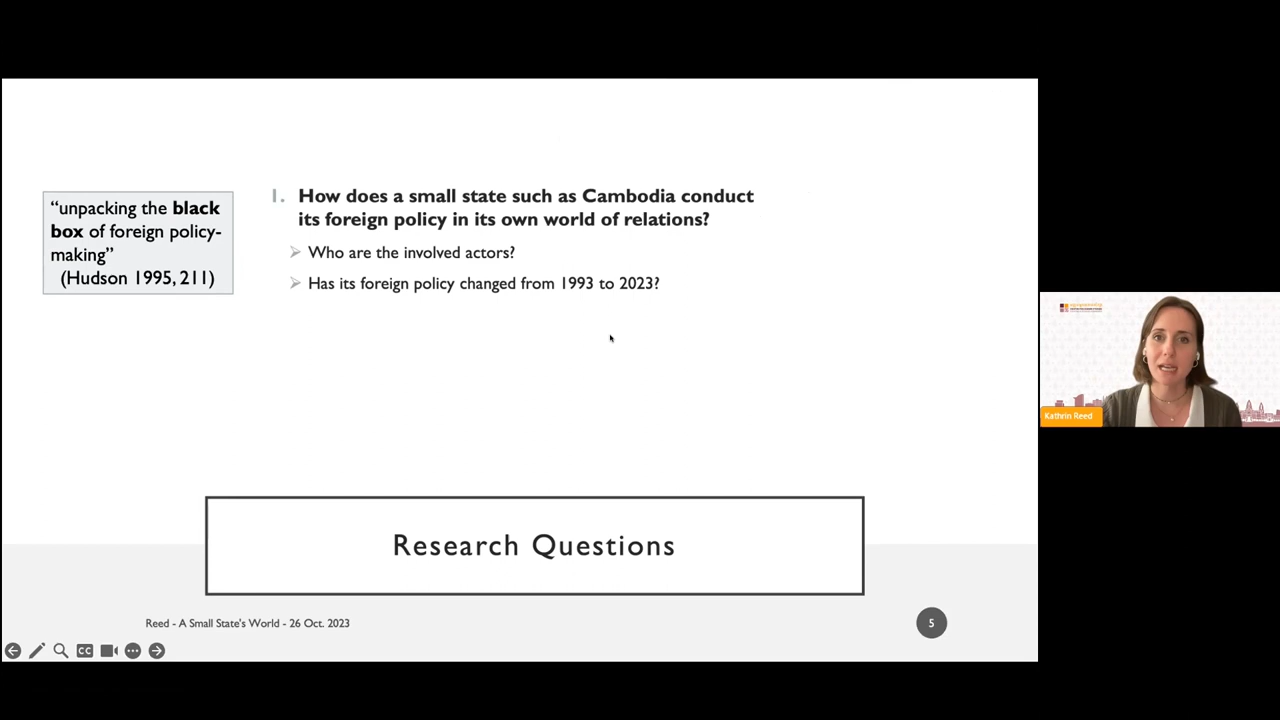 “unpacking the black
box of foreign policy-
making”
(Hudson 1995, 211)
1. How does a small state such as Cambodia conduct
its foreign policy in its own world of relations?
Who are the involved actors?
Has its foreign policy changed from 1993 to 2023?
Research Questions
Reed - A Small State's World - 26 Oct. 2023
5
CC
Kathrin Reed